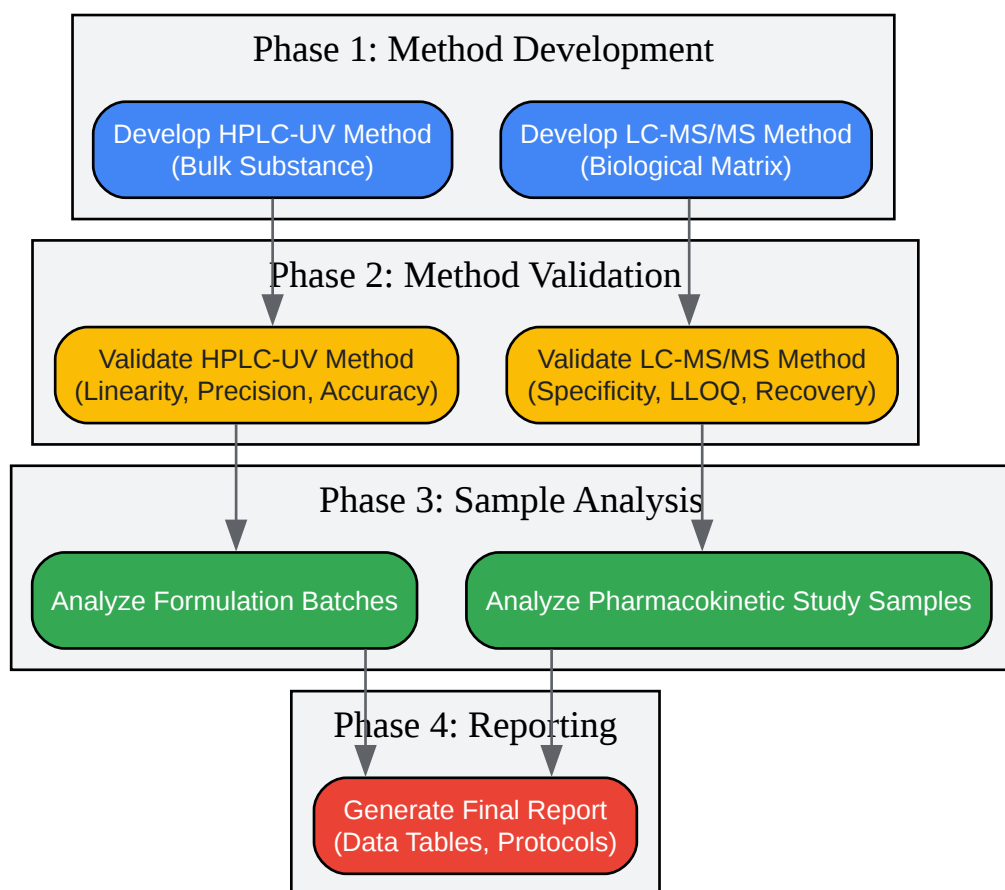 Phase 1: Method Development
Develop HPLC-UV Method
(Bulk Substance)
Develop LC-MS/MS Method
(Biological Matrix)
Phase 2: Method Validation
Validate HPLC-UV Method
(Linearity, Precision, Accuracy)
Validate LC-MS/MS Method
(Specificity, LLOQ, Recovery)
Phase 3: Sample Analysis
Analyze Formulation Batches
Analyze Pharmacokinetic Study Samples
Phase 4: Reporting
Generate Final Report
(Data Tables, Protocols)